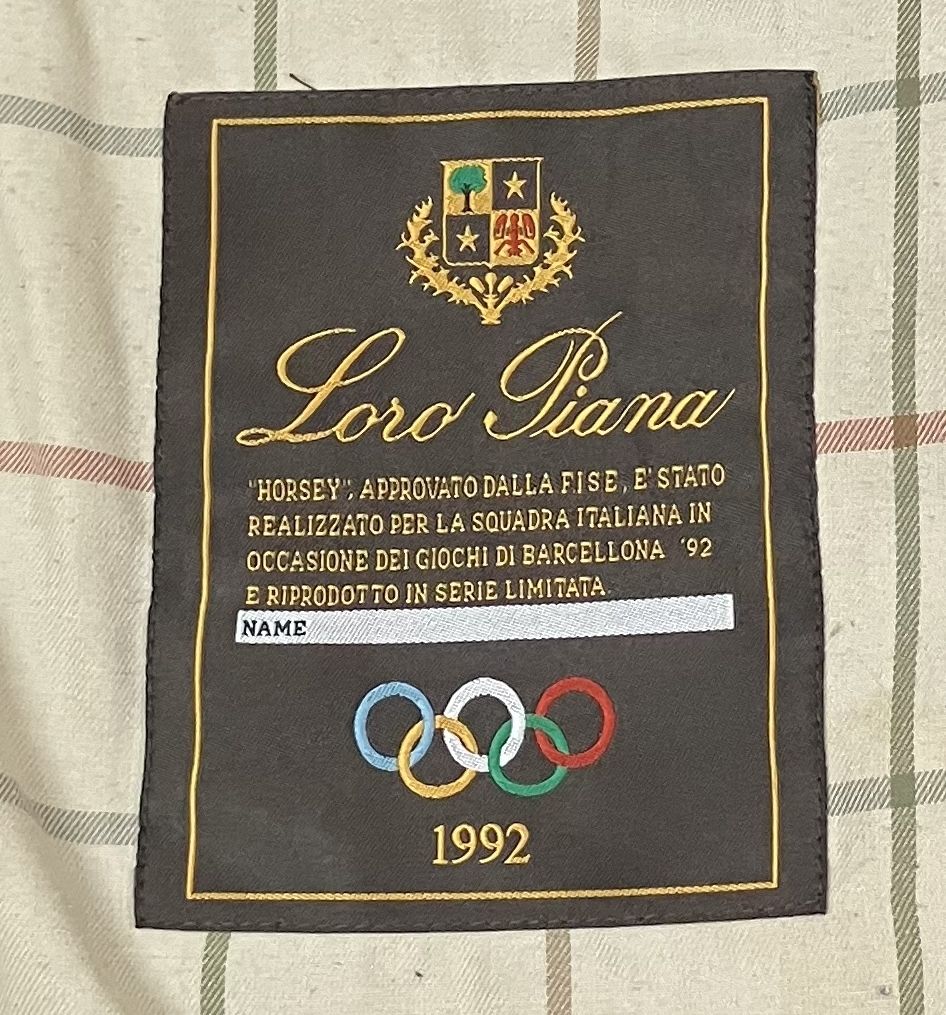 Loro Piana
"HORSEY", APPROVATO DALLA F.I.S.E., E' STATO
REALIZZATO PER LA SQUADRA ITALIANA IN
OCCASIONE DEI GIOCHI DI BARCELLONA '92
E RIPRODOTTO IN SERIE LIMITATA.
NAME
1992